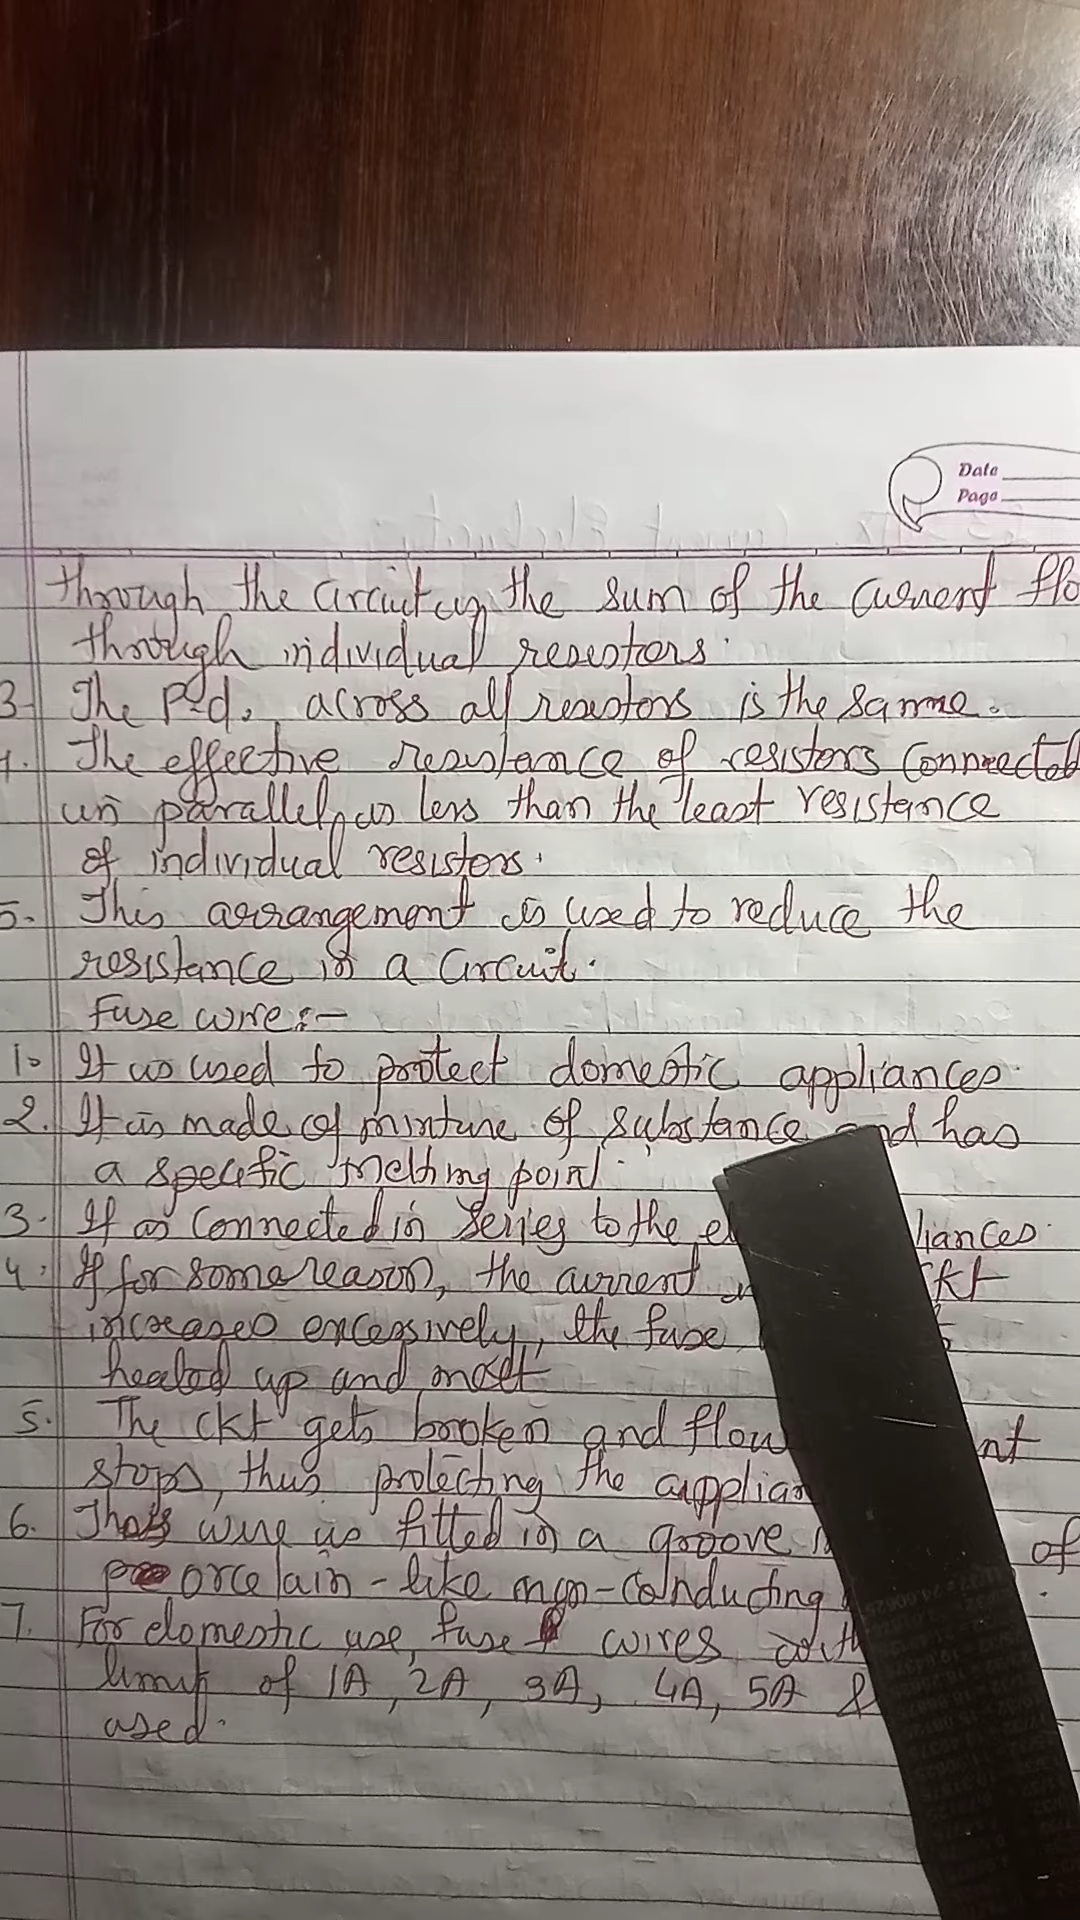 Date
Page
through the circuit is the sum of the current flo
through individual resistors.
3. The P.d. across all resistors is the same.
4. The effective resistance of resistors connected
in parallel is less than the least resistance
of individual resistors.
5. This arrangement is used to reduce the
resistance in a circuit.
Fuse wire :-
1. It is used to protect domestic appliances.
2. It is made of mixture of substance and has
a specific melting point.
3. It is connected in series to the el liances.
4. If for some reason, the current ckt
increases excessively, the fuse
heated up and melt
5. The ckt gets broken and flow nt
stops, thus protecting the applian
6. This wire is fitted in a groove of
porcelain-like non-conducting
7. For domestic use, fuse wires with
limit of 1A, 2A, 3A, 4A, 5A &
used.